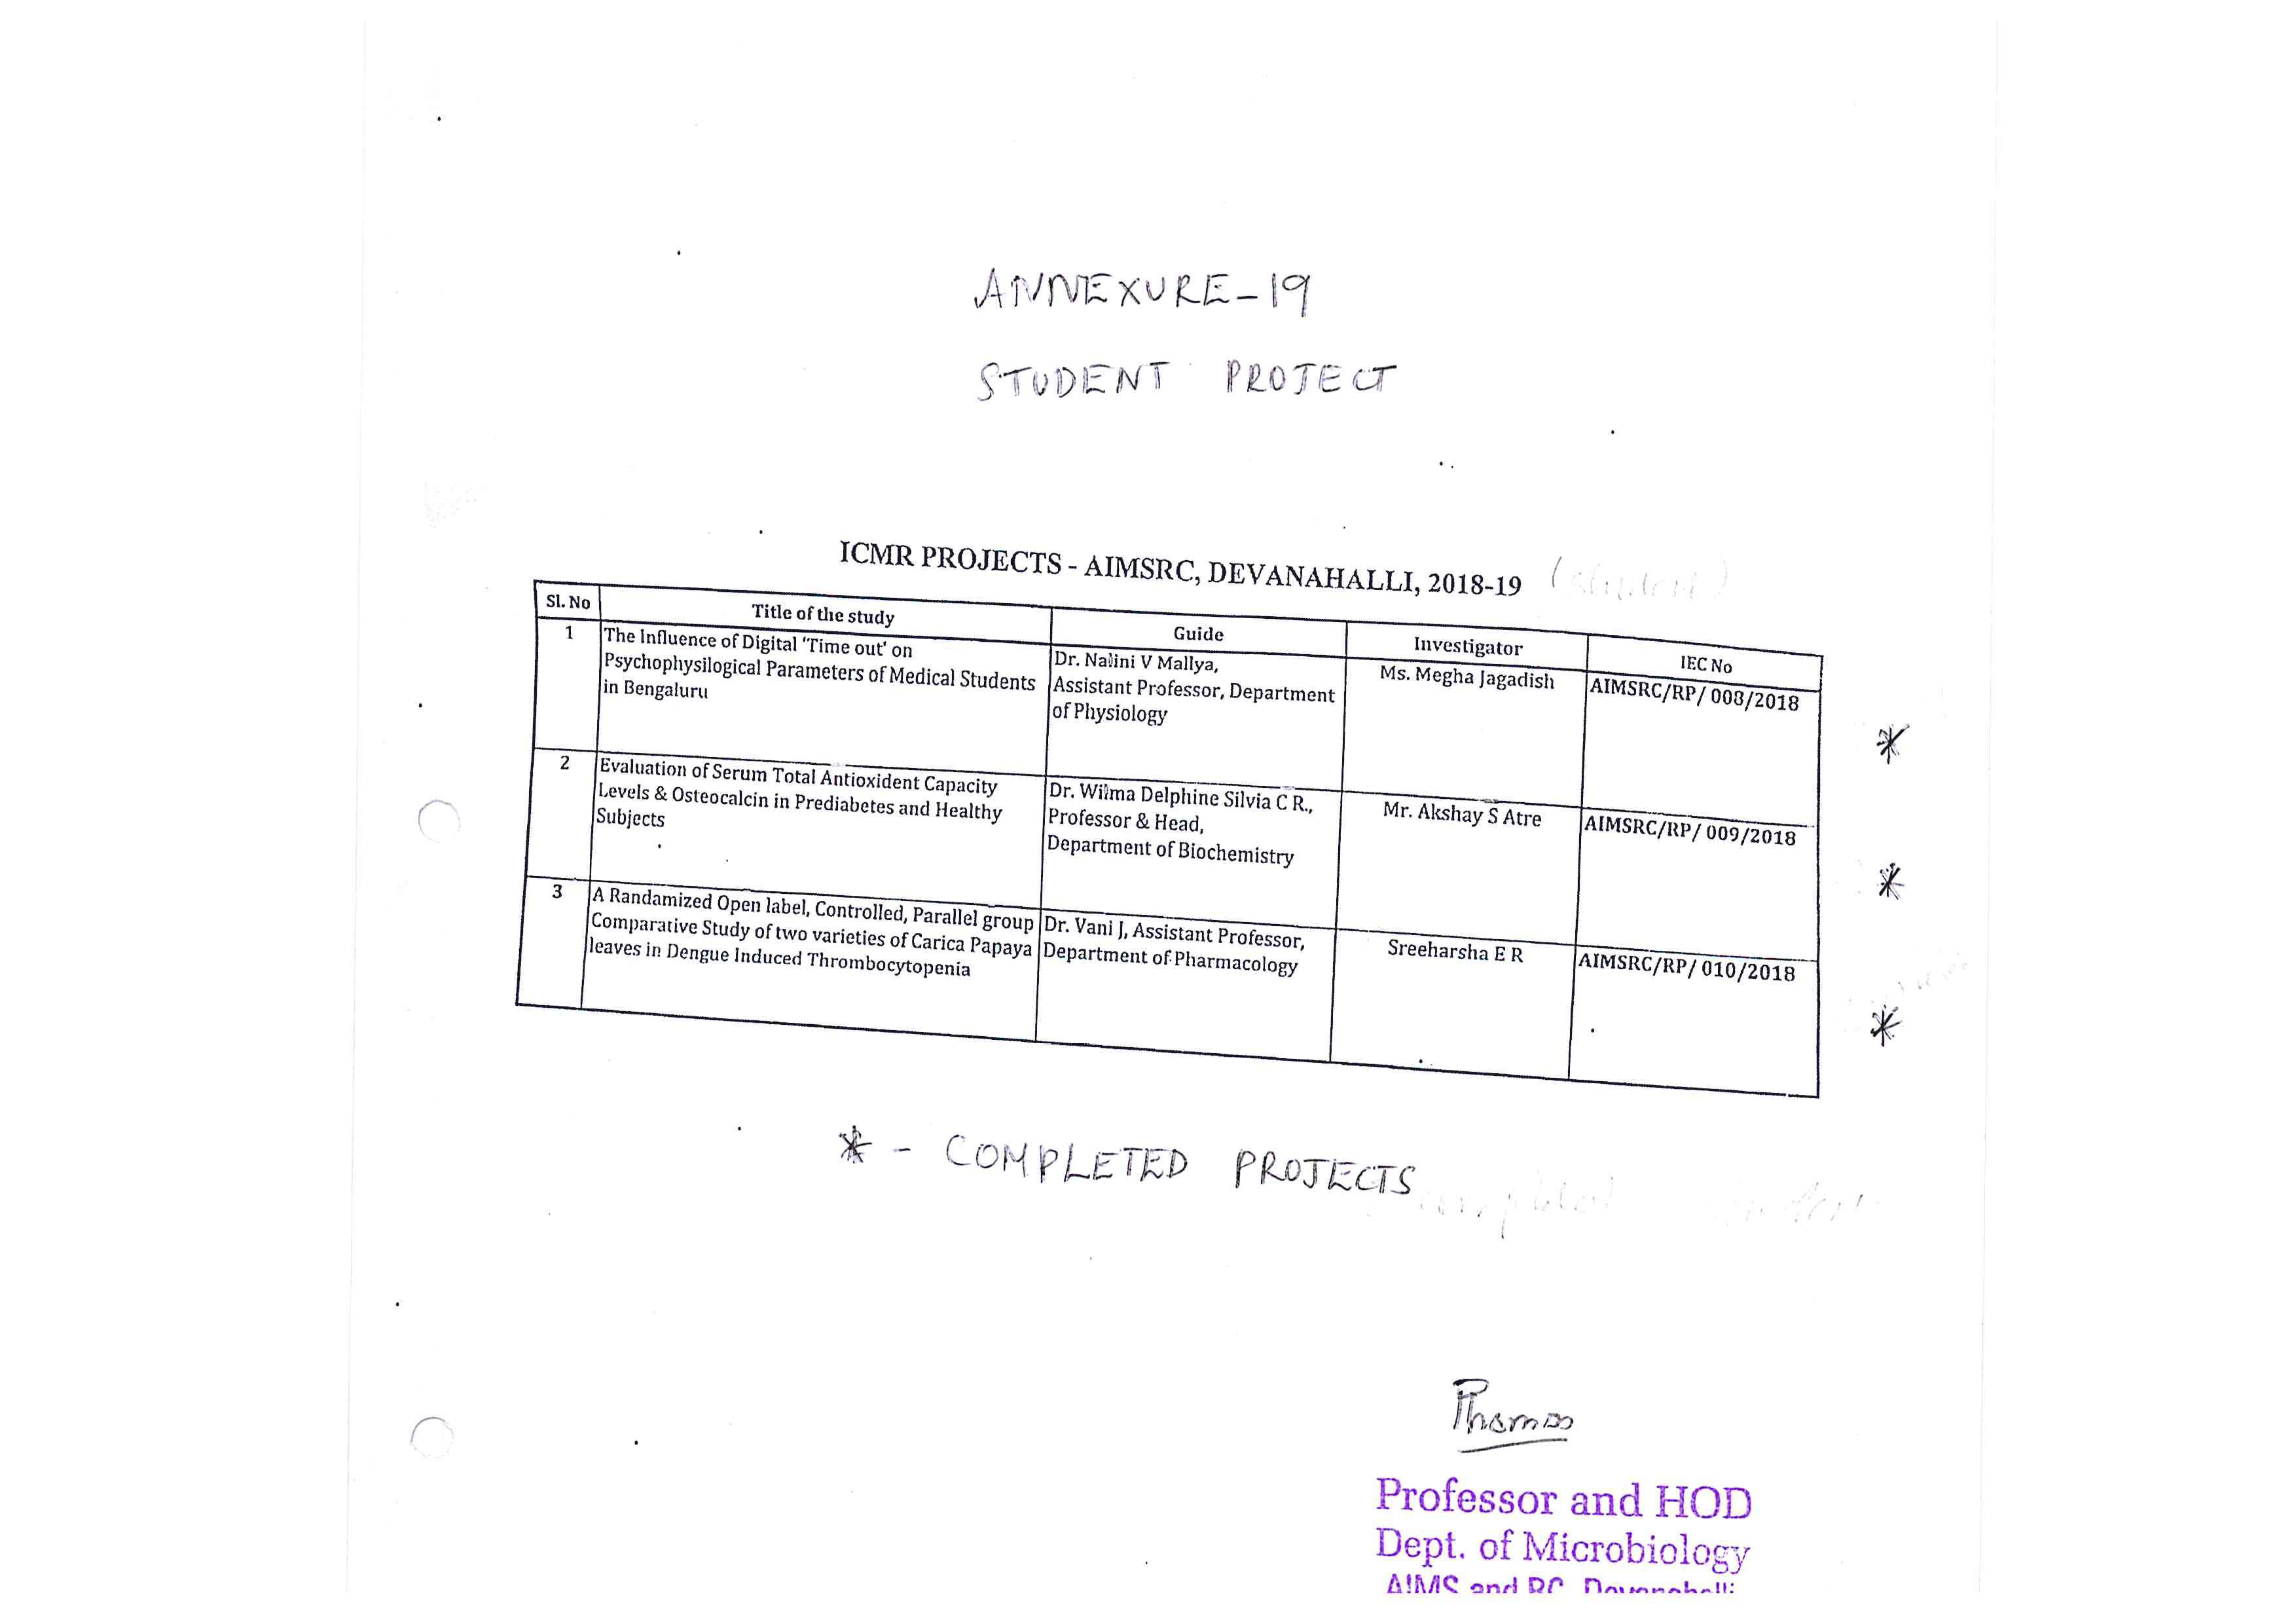 ANNEXURE-19
STUDENT PROJECT
ICMR PROJECTS - AIMSRC, DEVANAHALLI, 2018-19 (student)
Sl. No
Title of the study
Guide
Investigator
IEC No
1
The Influence of Digital "Time out' on
Psychophysilogical Parameters of Medical Students
in Bengaluru
Dr. Nalini V Mallya,
Assistant Professor, Department
of Physiology
Ms. Megha Jagadish
AIMSRC/RP/ 008/2018
*
2
Evaluation of Serum Total Antioxident Capacity
Levels & Osteocalcin in Prediabetes and Healthy
Subjects
Dr. Wilma Delphine Silvia C R.,
Professor & Head,
Department of Biochemistry
Mr. Akshay S Atre
AIMSRC/RP/ 009/2018
*
3
A Randamized Open label, Controlled, Parallel group
Comparative Study of two varieties of Carica Papaya
leaves in Dengue Induced Thrombocytopenia
Dr. Vani J, Assistant Professor,
Department of Pharmacology
Sreeharsha E R
AIMSRC/RP/ 010/2018
*
* - COMPLETED PROJECTS
Professor and HOD
Dept. of Microbiology
AIMS and RC, Devanahalli